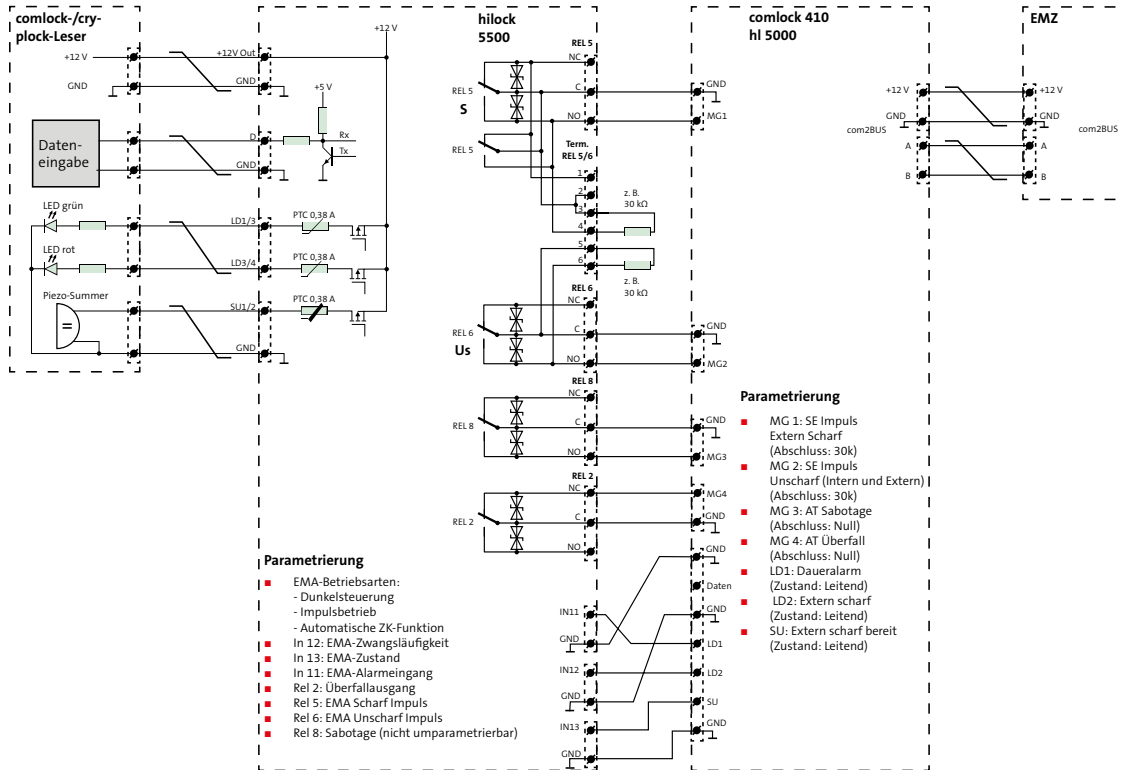 comlock-/cry-
plock-Leser
+12 V
GND
Daten-
eingabe
LED grün
LED rot
Piezo-Summer
=
hilock
5500
+12 V
+12V Out
GND
+5 V
D
Rx
Tx
GND
LD1/3
PTC 0,38 A
LD3/4
PTC 0,38 A
SU1/2
PTC 0,38 A
GND
REL 5
NC
REL 5
C
S
NO
REL 5
Term.
REL 5/6
1
2
3
4
5
6
z. B.
30 kΩ
z. B.
30 kΩ
REL 6
NC
REL 6
C
Us
NO
REL 8
NC
REL 8
C
NO
REL 2
NC
REL 2
C
NO
IN11
GND
IN12
GND
IN13
GND
Parametrierung
EMA-Betriebsarten:
- Dunkelsteuerung
- Impulsbetrieb
- Automatische ZK-Funktion
In 12: EMA-Zwangsläufigkeit
In 13: EMA-Zustand
In 11: EMA-Alarmeingang
Rel 2: Überfallausgang
Rel 5: EMA Scharf Impuls
Rel 6: EMA Unscharf Impuls
Rel 8: Sabotage (nicht umparametrierbar)
comlock 410
hl 5000
GND
MG1
GND
MG2
GND
MG3
MG4
GND
GND
Daten
GND
LD1
LD2
SU
GND
+12 V
GND
com2BUS
A
B
Parametrierung
MG 1: SE Impuls
Extern Scharf
(Abschluss: 30k)
MG 2: SE Impuls
Unscharf (Intern und Extern)
(Abschluss: 30k)
MG 3: AT Sabotage
(Abschluss: Null)
MG 4: AT Überfall
(Abschluss: Null)
LD1: Daueralarm
(Zustand: Leitend)
LD2: Extern scharf
(Zustand: Leitend)
SU: Extern scharf bereit
(Zustand: Leitend)
EMZ
+12 V
GND
com2BUS
A
B